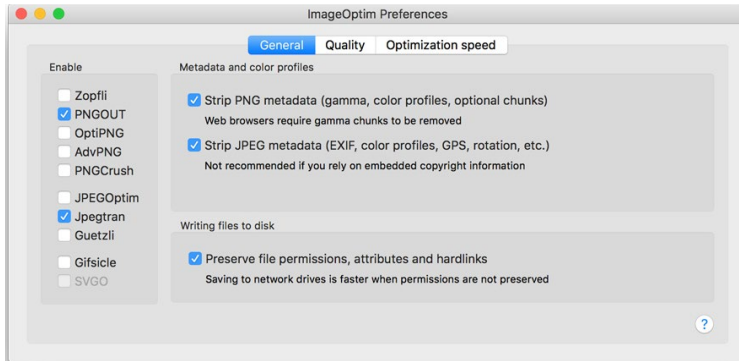 ImageOptim Preferences
General Quality Optimization speed
Enable
Zopfli
PNGOUT
OptiPNG
AdvPNG
PNGCrush
JPEGOptim
Jpegtran
Guetzli
Gifsicle
SVGO
Metadata and color profiles
Strip PNG metadata (gamma, color profiles, optional chunks)
Web browsers require gamma chunks to be removed
Strip JPEG metadata (EXIF, color profiles, GPS, rotation, etc.)
Not recommended if you rely on embedded copyright information
Writing files to disk
Preserve file permissions, attributes and hardlinks
Saving to network drives is faster when permissions are not preserved
?